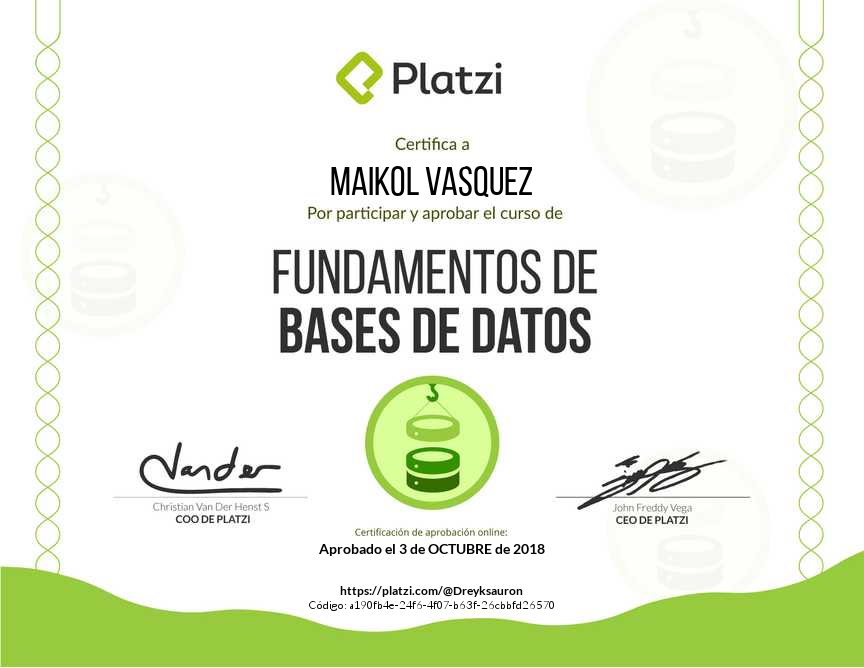 Platzi
Certifica a
MAIKOL VASQUEZ
Por participar y aprobar el curso de
FUNDAMENTOS DE
BASES DE DATOS
Vander
Christian Van Der Henst S
COO DE PLATZI
John Freddy Vega
CEO DE PLATZI
Certificación de aprobación online:
Aprobado el 3 de OCTUBRE de 2018
https://platzi.com/@Dreyksauron
Código: a190fb4e-24f6-4f07-b63f-26cbbfd26570